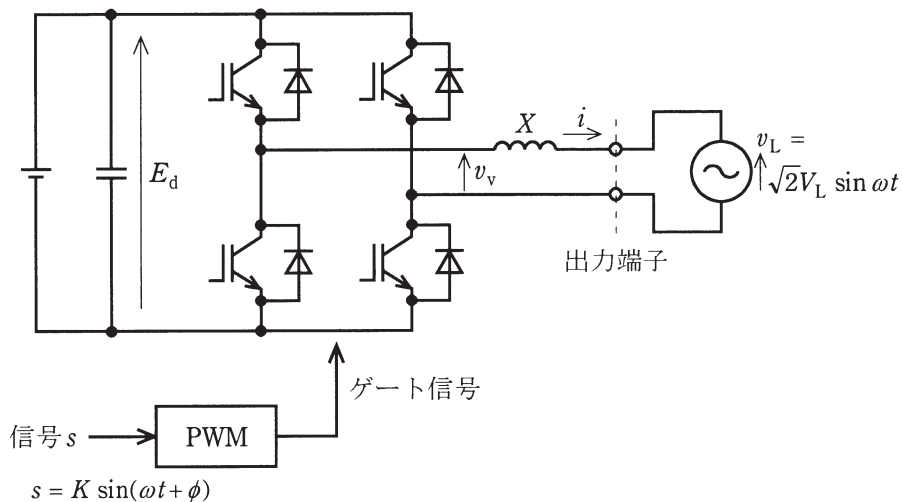 E_d
X
i
v_v
v_L =
√2V_L sin ωt
出力端子
ゲート信号
信号 s
PWM
s = K sin(ωt + ϕ)